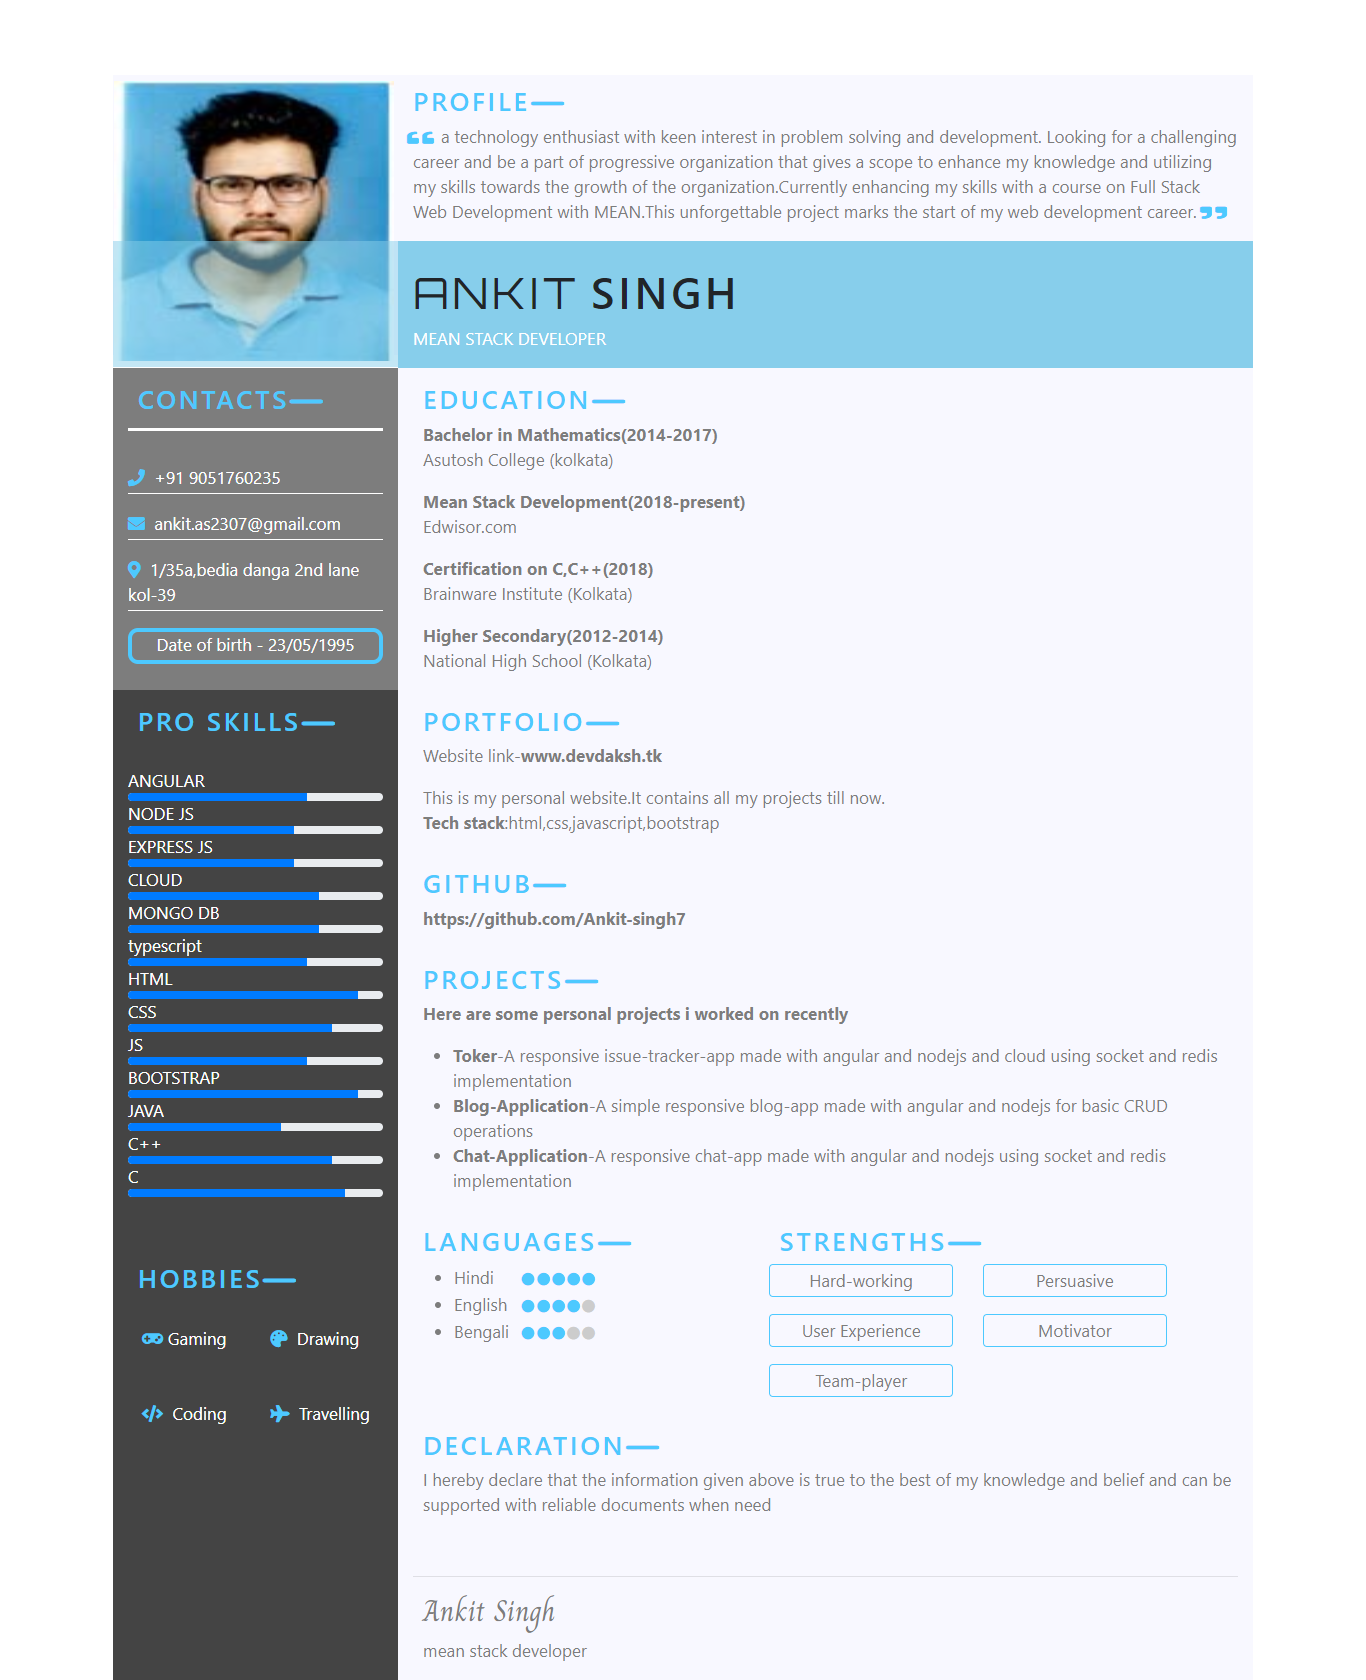 PROFILE
a technology enthusiast with keen interest in problem solving and development. Looking for a challenging
career and be a part of progressive organization that gives a scope to enhance my knowledge and utilizing
my skills towards the growth of the organization.Currently enhancing my skills with a course on Full Stack
Web Development with MEAN.This unforgettable project marks the start of my web development career.
ANKIT SINGH
MEAN STACK DEVELOPER
CONTACTS
+91 9051760235
ankit.as2307@gmail.com
1/35a,bedia danga 2nd lane
kol-39
Date of birth - 23/05/1995
PRO SKILLS
ANGULAR
NODE JS
EXPRESS JS
CLOUD
MONGO DB
typescript
HTML
CSS
JS
BOOTSTRAP
JAVA
C++
C
HOBBIES
Gaming
Drawing
Coding
Travelling
EDUCATION
Bachelor in Mathematics(2014-2017)
Asutosh College (kolkata)
Mean Stack Development(2018-present)
Edwisor.com
Certification on C,C++(2018)
Brainware Institute (Kolkata)
Higher Secondary(2012-2014)
National High School (Kolkata)
PORTFOLIO
Website link-www.devdaksh.tk
This is my personal website.It contains all my projects till now.
Tech stack:html,css,javascript,bootstrap
GITHUB
https://github.com/Ankit-singh7
PROJECTS
Here are some personal projects i worked on recently
Toker-A responsive issue-tracker-app made with angular and nodejs and cloud using socket and redis
implementation
Blog-Application-A simple responsive blog-app made with angular and nodejs for basic CRUD
operations
Chat-Application-A responsive chat-app made with angular and nodejs using socket and redis
implementation
LANGUAGES
Hindi
English
Bengali
STRENGTHS
Hard-working
Persuasive
User Experience
Motivator
Team-player
DECLARATION
I hereby declare that the information given above is true to the best of my knowledge and belief and can be
supported with reliable documents when need
Ankit Singh
mean stack developer